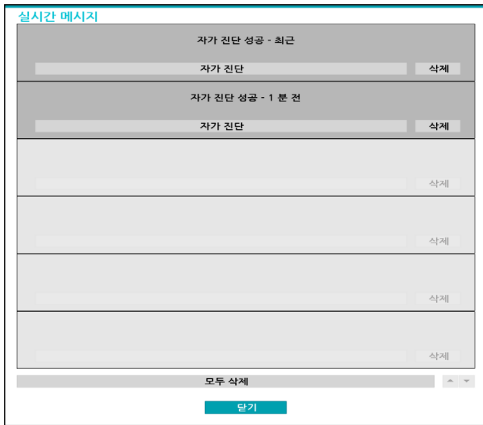 실시간 메시지
자가 진단 성공 - 최근
자가 진단 삭제
자가 진단 성공 - 1 분 전
자가 진단 삭제
삭제
삭제
삭제
삭제
모두 삭제
닫기